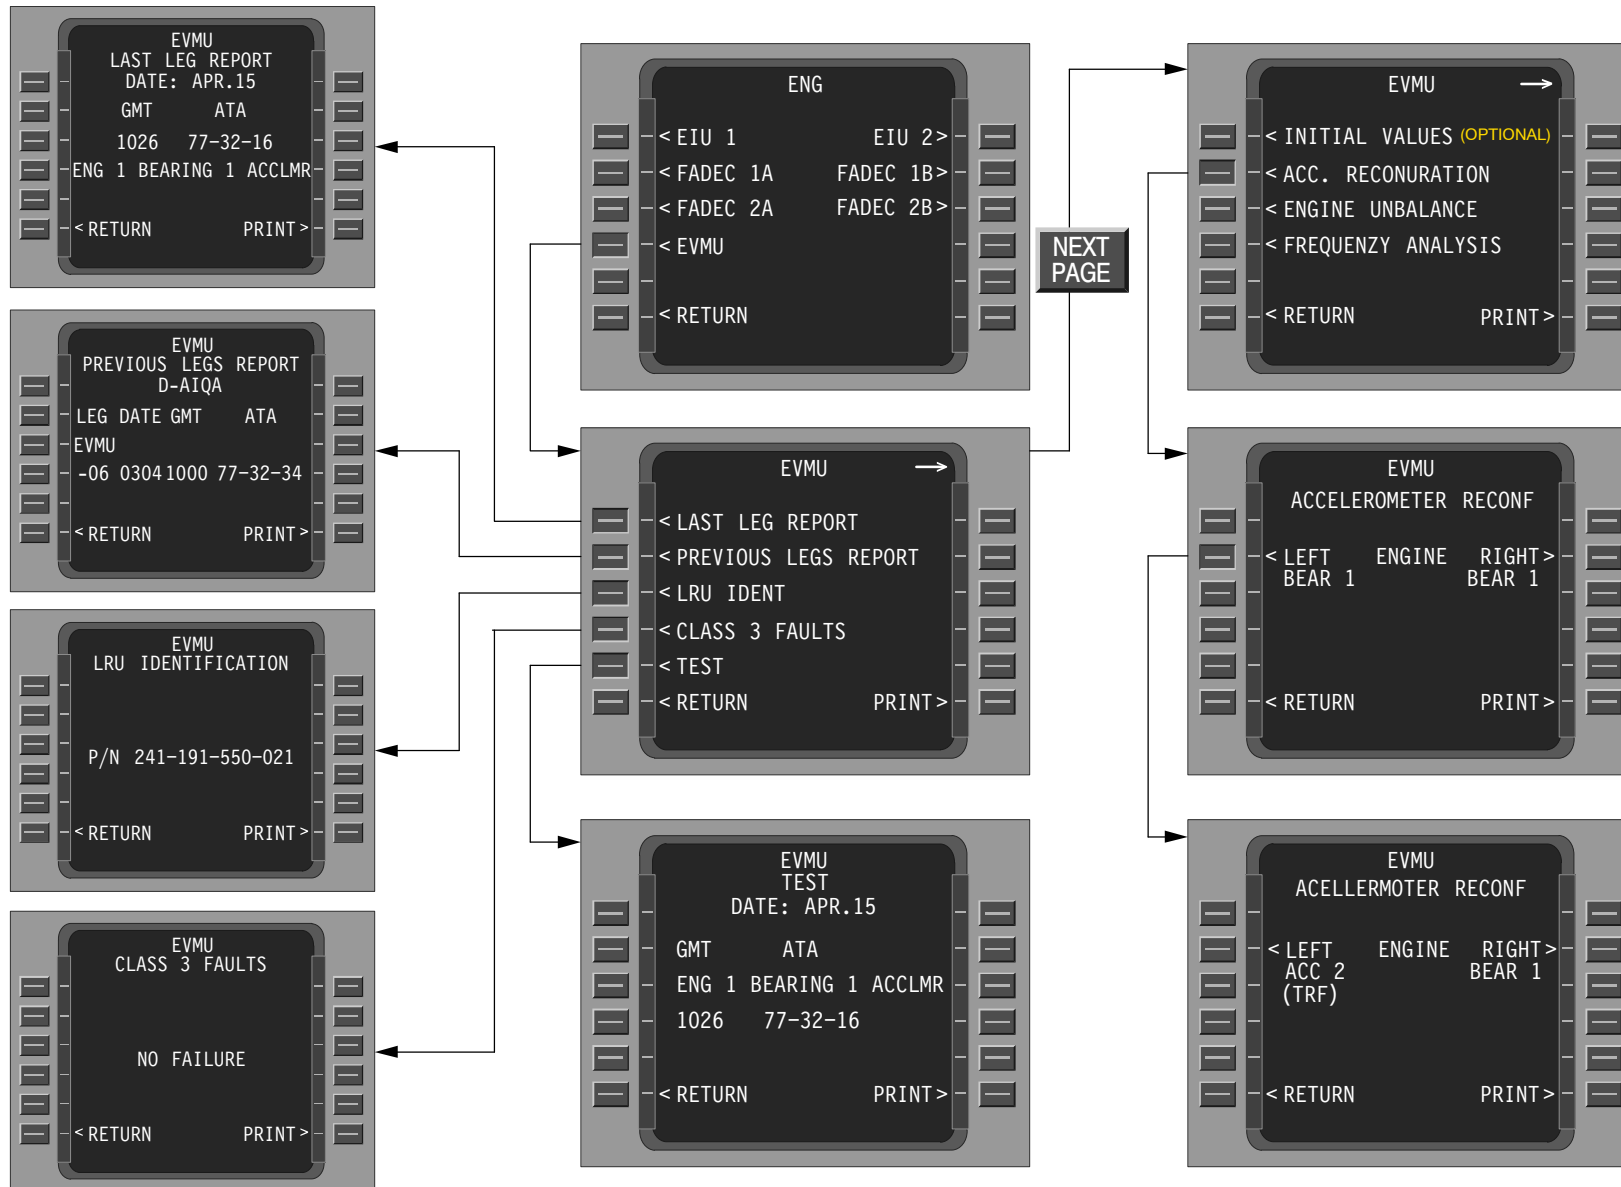 EVMU
LAST LEG REPORT
DATE: APR.15
GMT ATA
1026 77-32-16
ENG 1 BEARING 1 ACCLMR
<RETURN PRINT>
EVMU
PREVIOUS LEGS REPORT
D-AIQA
LEG DATE GMT ATA
EVMU
-06 0304 1000 77-32-34
<RETURN PRINT>
EVMU
LRU IDENTIFICATION
P/N 241-191-550-021
<RETURN PRINT>
EVMU
CLASS 3 FAULTS
NO FAILURE
<RETURN PRINT>
ENG
<EIU 1 EIU 2>
<FADEC 1A FADEC 1B>
<FADEC 2A FADEC 2B>
<EVMU
<RETURN
EVMU →
<LAST LEG REPORT
<PREVIOUS LEGS REPORT
<LRU IDENT
<CLASS 3 FAULTS
<TEST
<RETURN PRINT>
EVMU
TEST
DATE: APR.15
GMT ATA
ENG 1 BEARING 1 ACCLMR
1026 77-32-16
<RETURN PRINT>
NEXT
PAGE
EVMU →
<INITIAL VALUES (OPTIONAL)
<ACC. RECONURATION
<ENGINE UNBALANCE
<FREQUENZY ANALYSIS
<RETURN PRINT>
EVMU
ACCELEROMETER RECONF
<LEFT ENGINE RIGHT>
BEAR 1 BEAR 1
<RETURN PRINT>
EVMU
ACELLERMOTER RECONF
<LEFT ENGINE RIGHT>
ACC 2 BEAR 1
(TRF)
<RETURN PRINT>